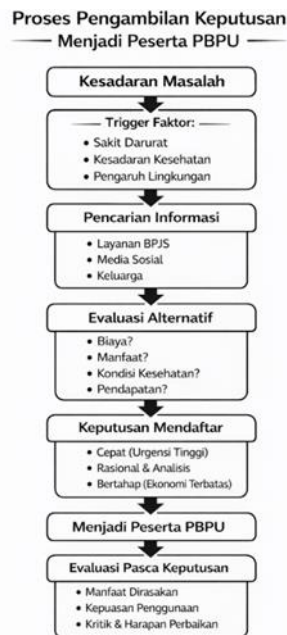 Proses Pengambilan Keputusan
Menjadi Peserta PBPU
Kesadaran Masalah
Trigger Faktor:
• Sakit Darurat
• Kesadaran Kesehatan
• Pengaruh Lingkungan
Pencarian Informasi
• Layanan BPJS
• Media Sosial
• Keluarga
Evaluasi Alternatif
• Biaya?
• Manfaat?
• Kondisi Kesehatan?
• Pendapatan?
Keputusan Mendaftar
• Cepat (Urgensi Tinggi)
• Rasional & Analisis
• Bertahap (Ekonomi Terbatas)
Menjadi Peserta PBPU
Evaluasi Pasca Keputusan
• Manfaat Dirasakan
• Kepuasan Penggunaan
• Kritik & Harapan Perbaikan